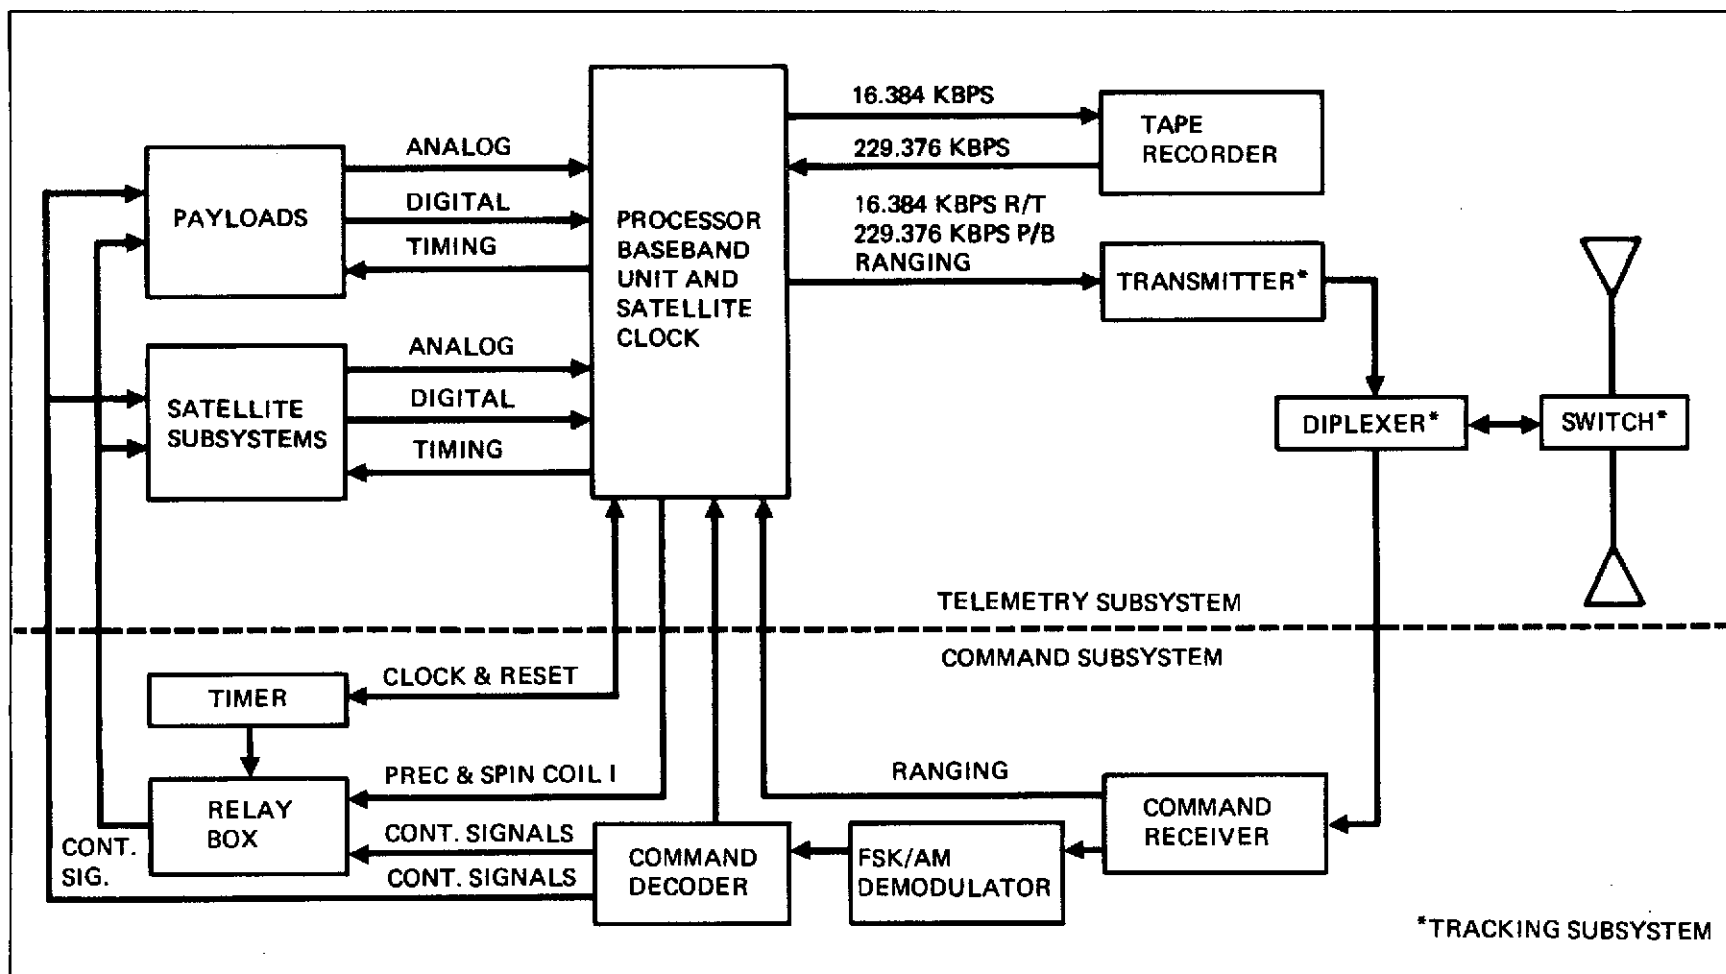 16.384 KBPS
TAPE
RECORDER
229.376 KBPS
ANALOG
PAYLOADS
DIGITAL
TIMING
PROCESSOR
BASEBAND
UNIT AND
SATELLITE
CLOCK
16.384 KBPS R/T
229.376 KBPS P/B
RANGING
TRANSMITTER*
ANALOG
SATELLITE
SUBSYSTEMS
DIGITAL
TIMING
DIPLEXER*
SWITCH*
TELEMETRY SUBSYSTEM
COMMAND SUBSYSTEM
TIMER
CLOCK & RESET
PREC & SPIN COIL I
RANGING
RELAY
BOX
COMMAND
RECEIVER
CONT. SIGNALS
CONT.
SIG.
CONT. SIGNALS
COMMAND
DECODER
FSK/AM
DEMODULATOR
*TRACKING SUBSYSTEM